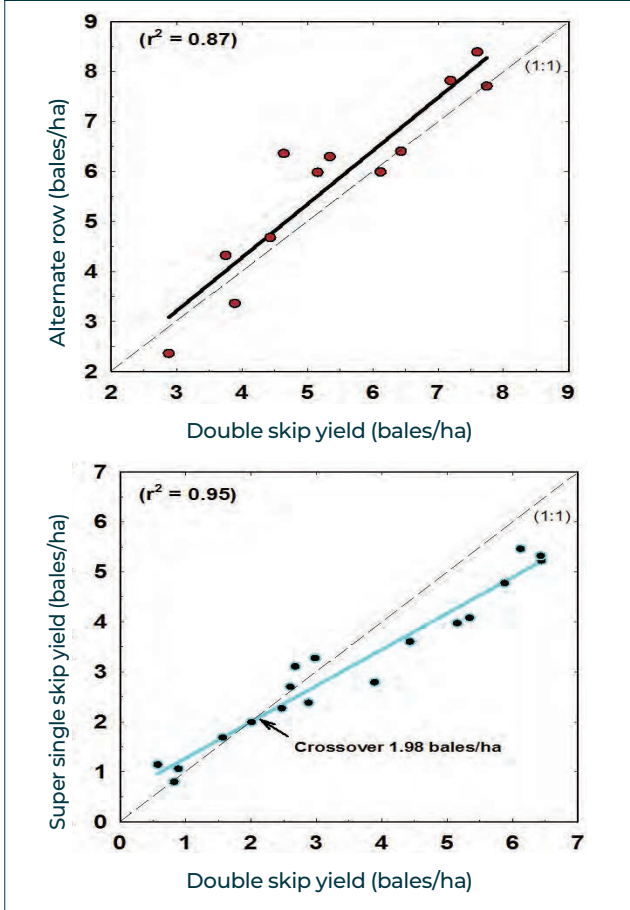 9
(r² = 0.87)
(1:1)
8
7
6
5
4
3
2
2 3 4 5 6 7 8 9
Alternate row (bales/ha)
Double skip yield (bales/ha)
7
(r² = 0.95)
(1:1)
6
5
4
3
2
Crossover 1.98 bales/ha
1
0
0 1 2 3 4 5 6 7
Super single skip yield (bales/ha)
Double skip yield (bales/ha)